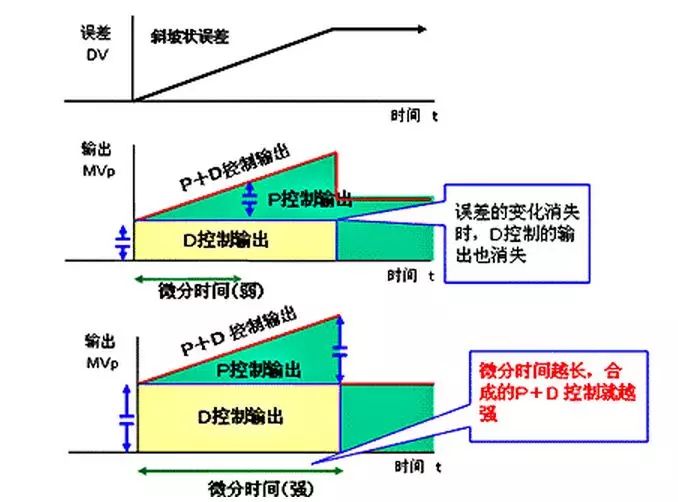 误差
DV
斜坡状误差
时间 t
输出
MVp
P＋D 控制输出
P控制输出
D控制输出
误差的变化消失
时，D控制的输
出也消失
时间 t
微分时间(弱)
输出
MVp
P＋D 控制输出
P控制输出
D控制输出
微分时间越长，合
成的P＋D 控制就越
强
时间 t
微分时间(强)